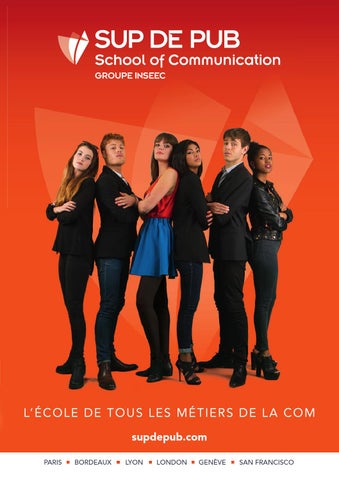 SUP DE PUB
School of Communication
GROUPE INSEEC
L'ÉCOLE DE TOUS LES MÉTIERS DE LA COM
supdepub.com
PARIS ▪ BORDEAUX ▪ LYON ▪ LONDON ▪ GENÈVE ▪ SAN FRANCISCO